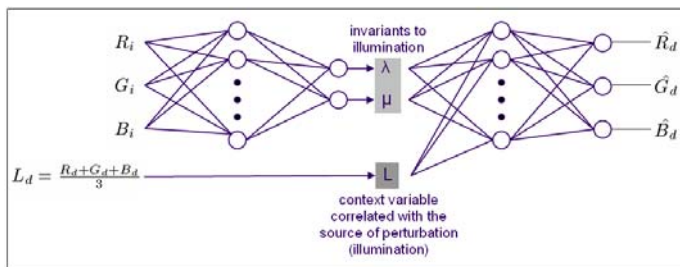 invariants to
illumination
R_i
G_i
B_i
λ
μ
R̂_d
Ĝ_d
B̂_d
L_d = (R_d+G_d+B_d)/3
L
context variable
correlated with the
source of perturbation
(illumination)